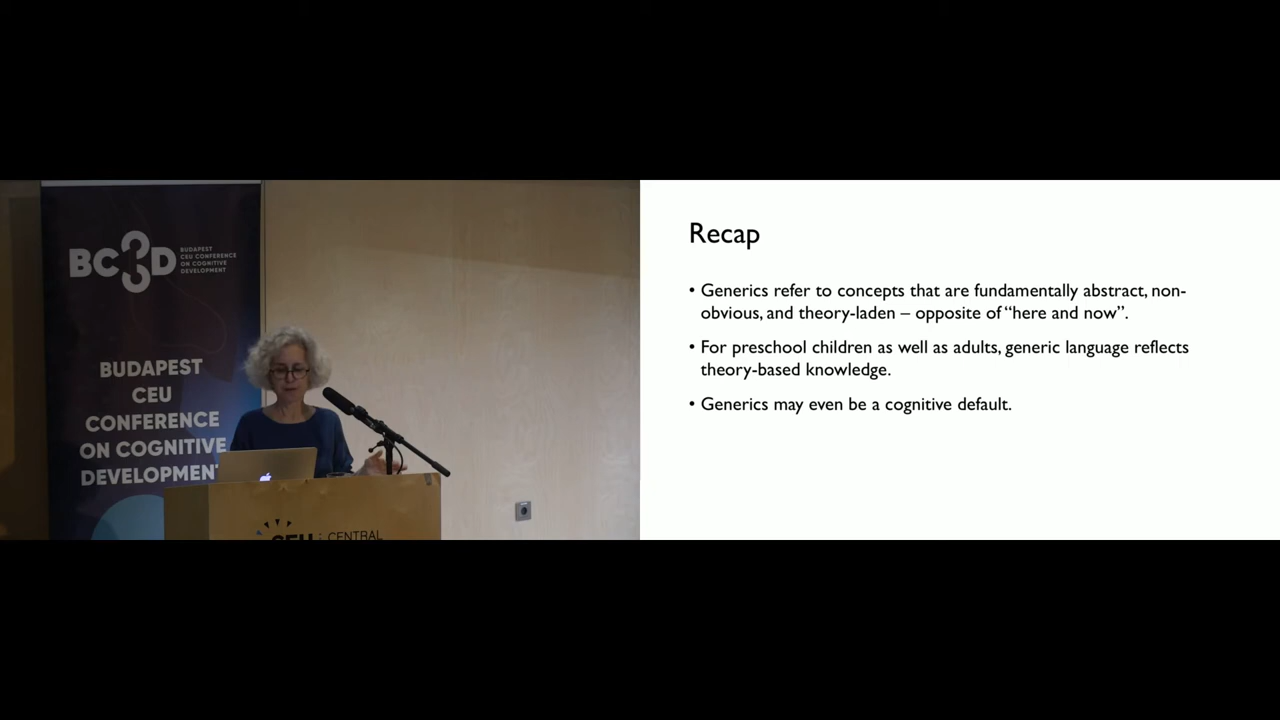 BC3D
BUDAPEST
CEU CONFERENCE
ON COGNITIVE
DEVELOPMENT
BUDAPEST
CEU
CONFERENCE
ON COGNITIVE
DEVELOPMENT
CEU
CENTRAL
Recap
• Generics refer to concepts that are fundamentally abstract, non-
obvious, and theory-laden – opposite of “here and now”.
• For preschool children as well as adults, generic language reflects
theory-based knowledge.
• Generics may even be a cognitive default.